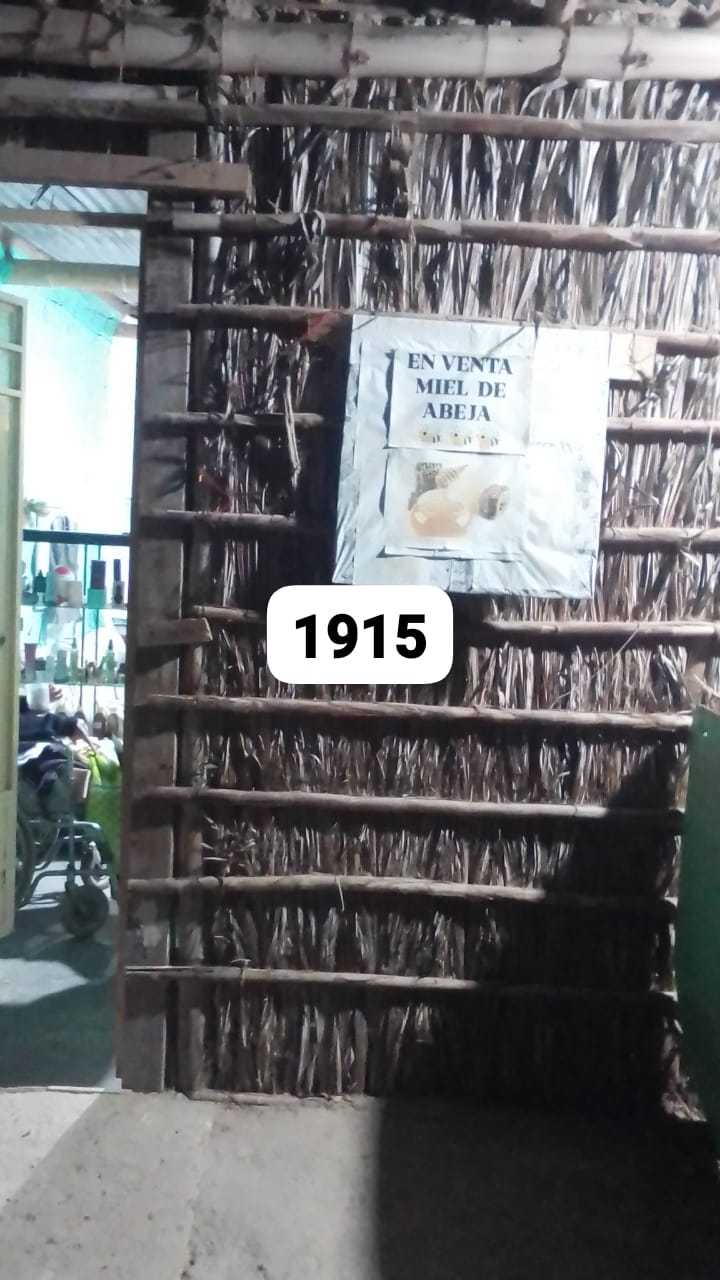 EN VENTA
MIEL DE
ABEJA
1915